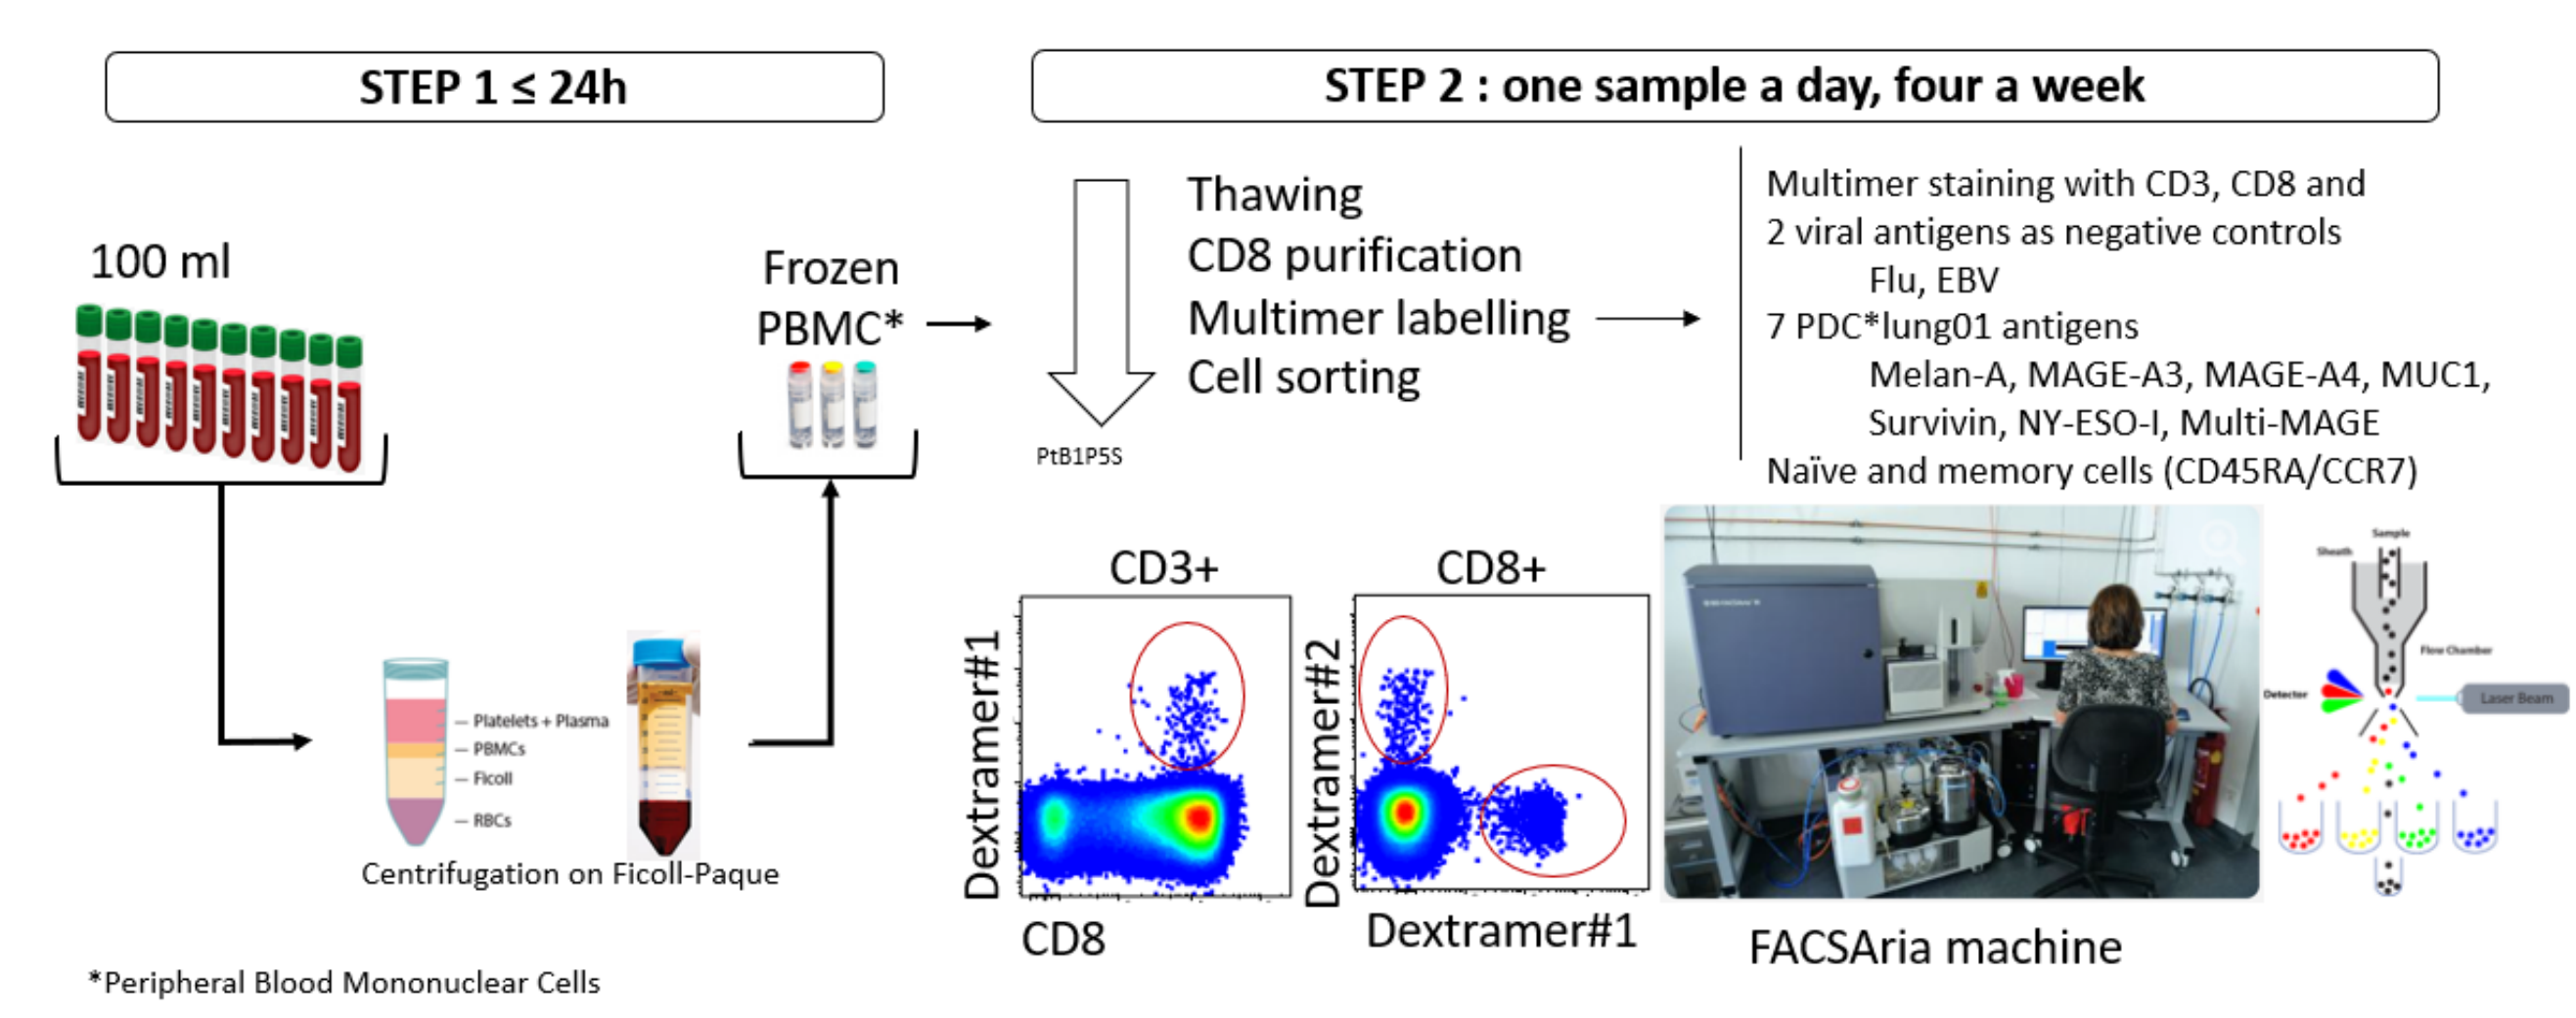 STEP 1 ≤ 24h
STEP 2 : one sample a day, four a week
100 ml
Frozen
PBMC*
Thawing
CD8 purification
Multimer labelling
Cell sorting
PtB1P5S
Multimer staining with CD3, CD8 and
2 viral antigens as negative controls
Flu, EBV
7 PDC*lung01 antigens
Melan-A, MAGE-A3, MAGE-A4, MUC1,
Survivin, NY-ESO-I, Multi-MAGE
Naïve and memory cells (CD45RA/CCR7)
Platelets + Plasma
PBMCs
Ficoll
RBCs
Centrifugation on Ficoll-Paque
*Peripheral Blood Mononuclear Cells
CD3+
Dextramer#1
CD8
CD8+
Dextramer#2
Dextramer#1
FACSAria machine
Sample
Sheath
Flow Chamber
Detector
Laser Beam